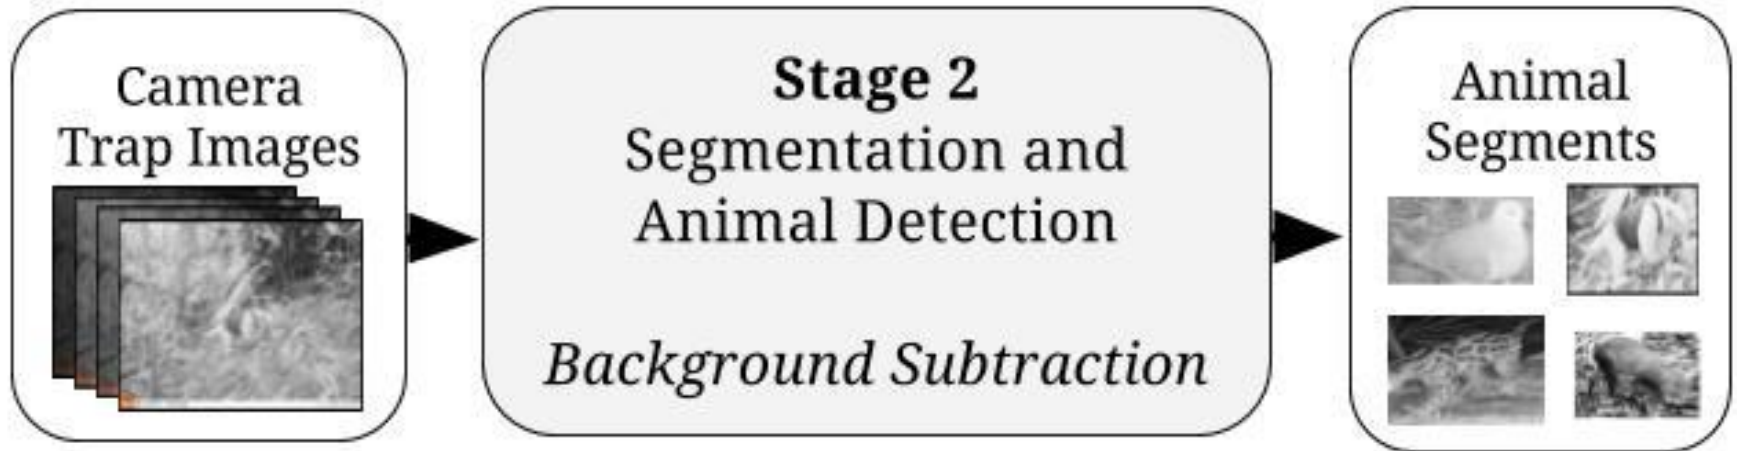 Camera
Trap Images
Stage 2
Segmentation and
Animal Detection
Background Subtraction
Animal
Segments